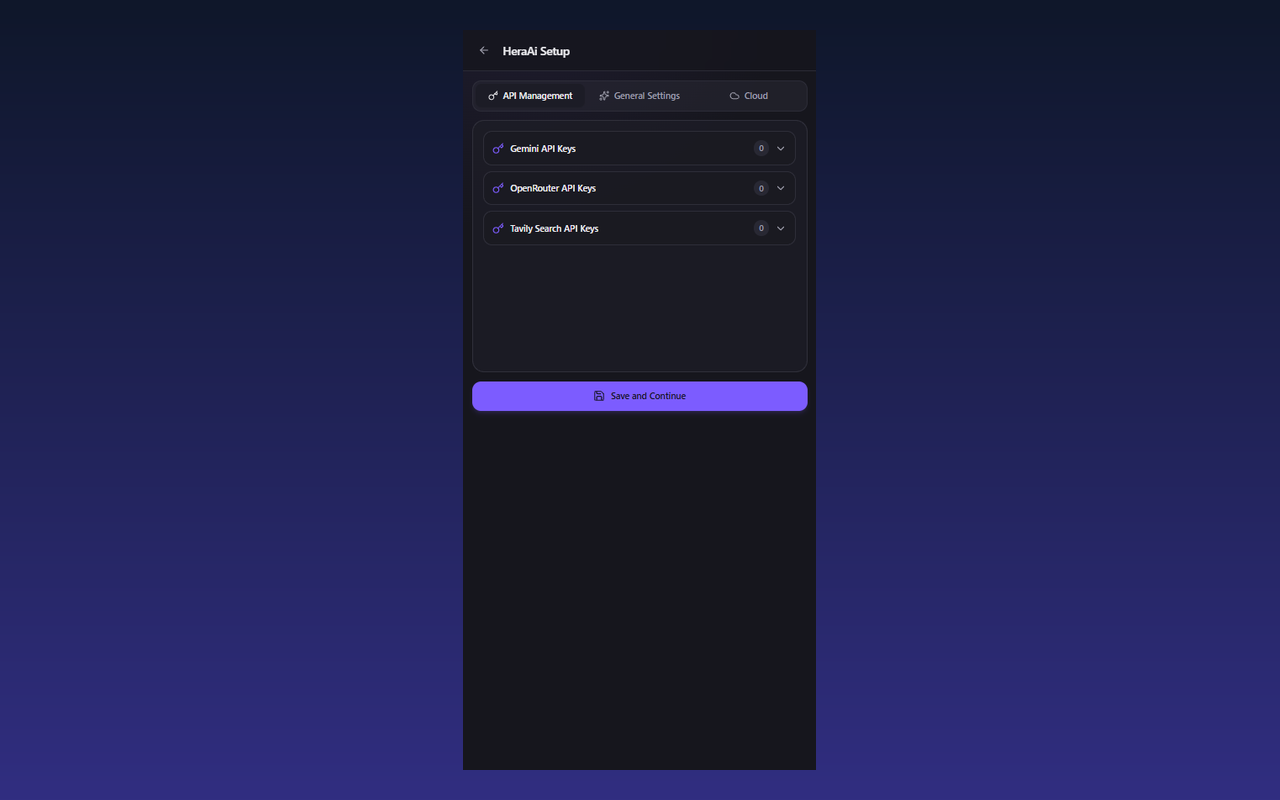 HeraAi Setup
API Management
General Settings
Cloud
Gemini API Keys
0
OpenRouter API Keys
0
Tavily Search API Keys
0
Save and Continue